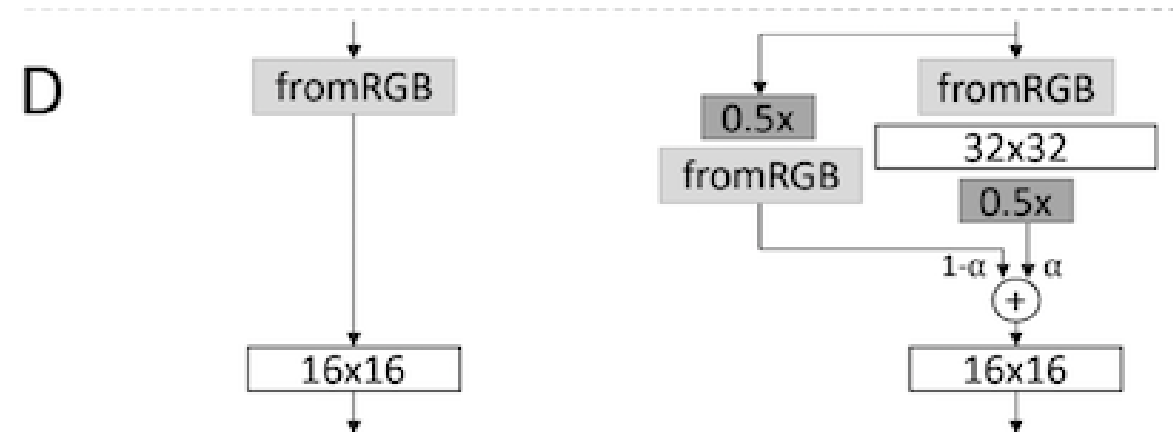 D
fromRGB
16x16
fromRGB
0.5x
32x32
fromRGB
0.5x
1-α α
+
16x16